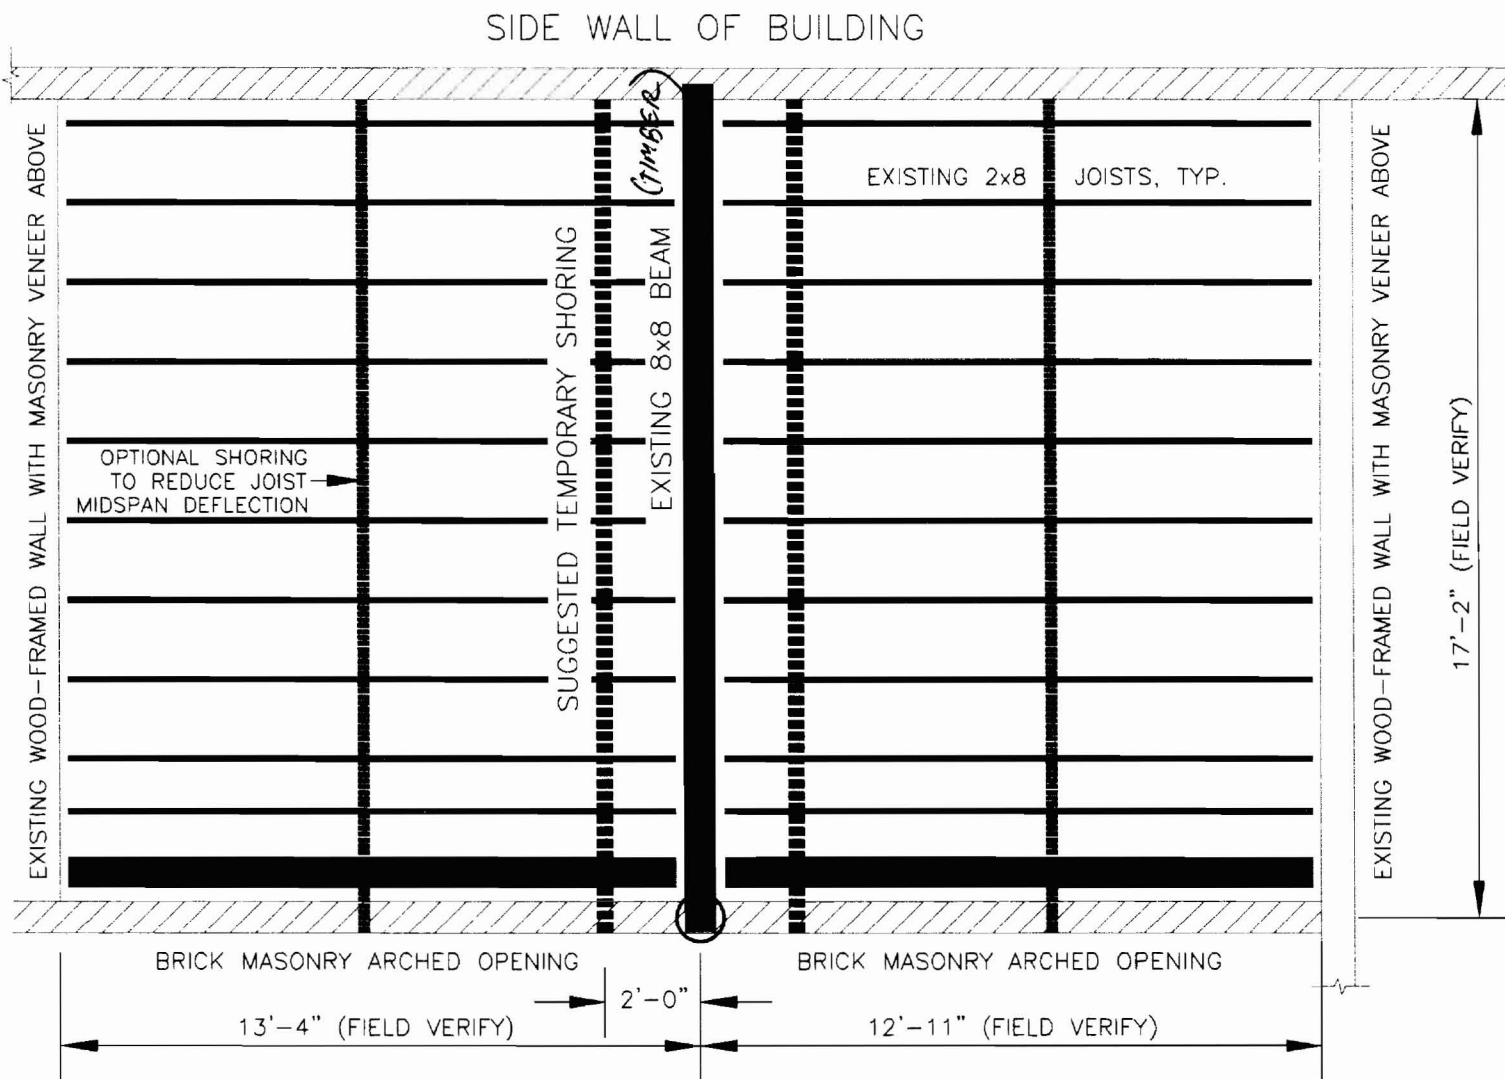 SIDE WALL OF BUILDING
EXISTING WOOD-FRAMED WALL WITH MASONRY VENEER ABOVE
OPTIONAL SHORING
TO REDUCE JOIST
MIDSPAN DEFLECTION
SUGGESTED TEMPORARY SHORING
EXISTING 8x8 BEAM (TIMBER)
EXISTING 2x8 JOISTS, TYP.
EXISTING WOOD-FRAMED WALL WITH MASONRY VENEER ABOVE
17'-2" (FIELD VERIFY)
BRICK MASONRY ARCHED OPENING
BRICK MASONRY ARCHED OPENING
2'-0"
13'-4" (FIELD VERIFY)
12'-11" (FIELD VERIFY)